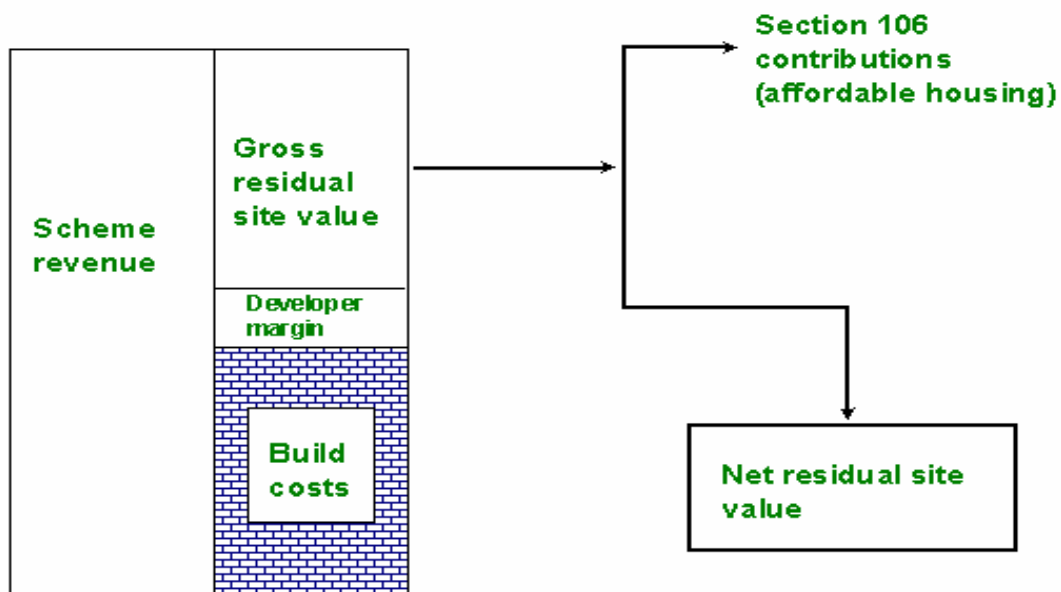 Section 106
contributions
(affordable housing)
Gross
residual
site value
Scheme
revenue
Developer
margin
Build
costs
Net residual site
value